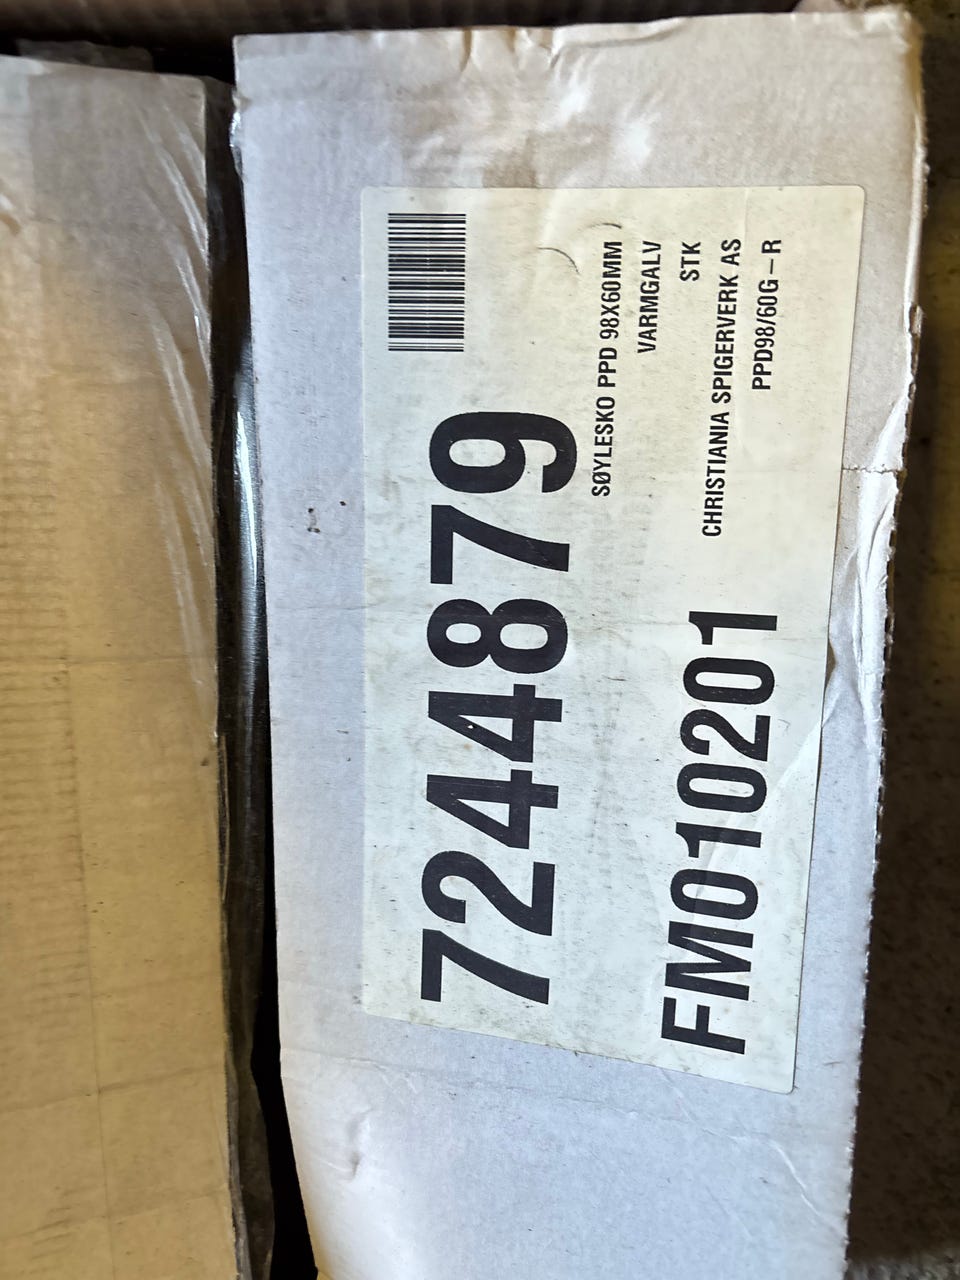 7244879
SØYLESKO PPD 98X60MM
VARMGALV
STK
CHRISTIANIA SPIGERVERK AS
PPD98/60G-R
FM010201